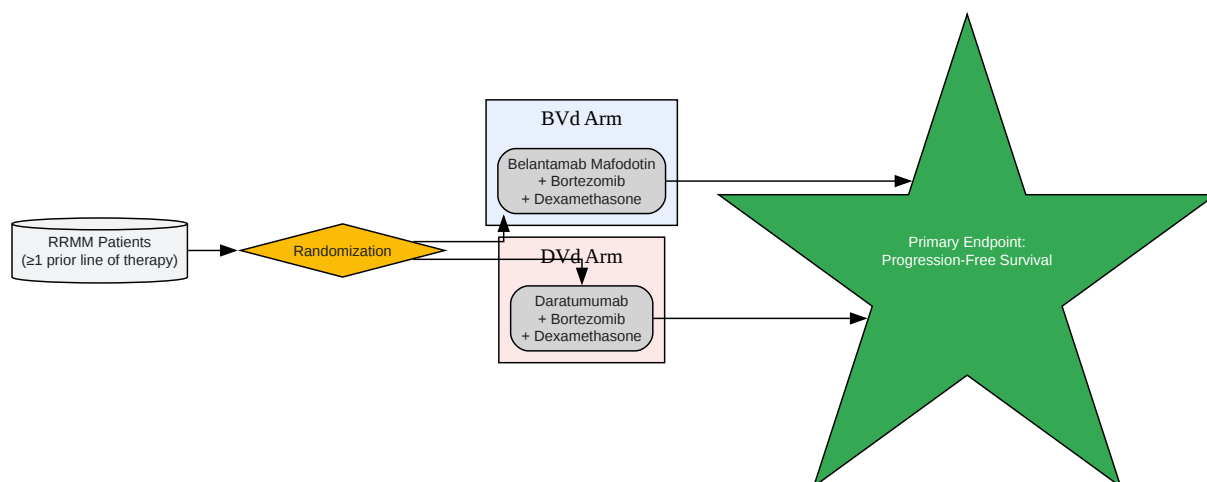 RRMM Patients
(≥1 prior line of therapy)
Randomization
BVd Arm
Belantamab Mafodotin
+ Bortezomib
+ Dexamethasone
DVd Arm
Daratumumab
+ Bortezomib
+ Dexamethasone
Primary Endpoint:
Progression-Free Survival